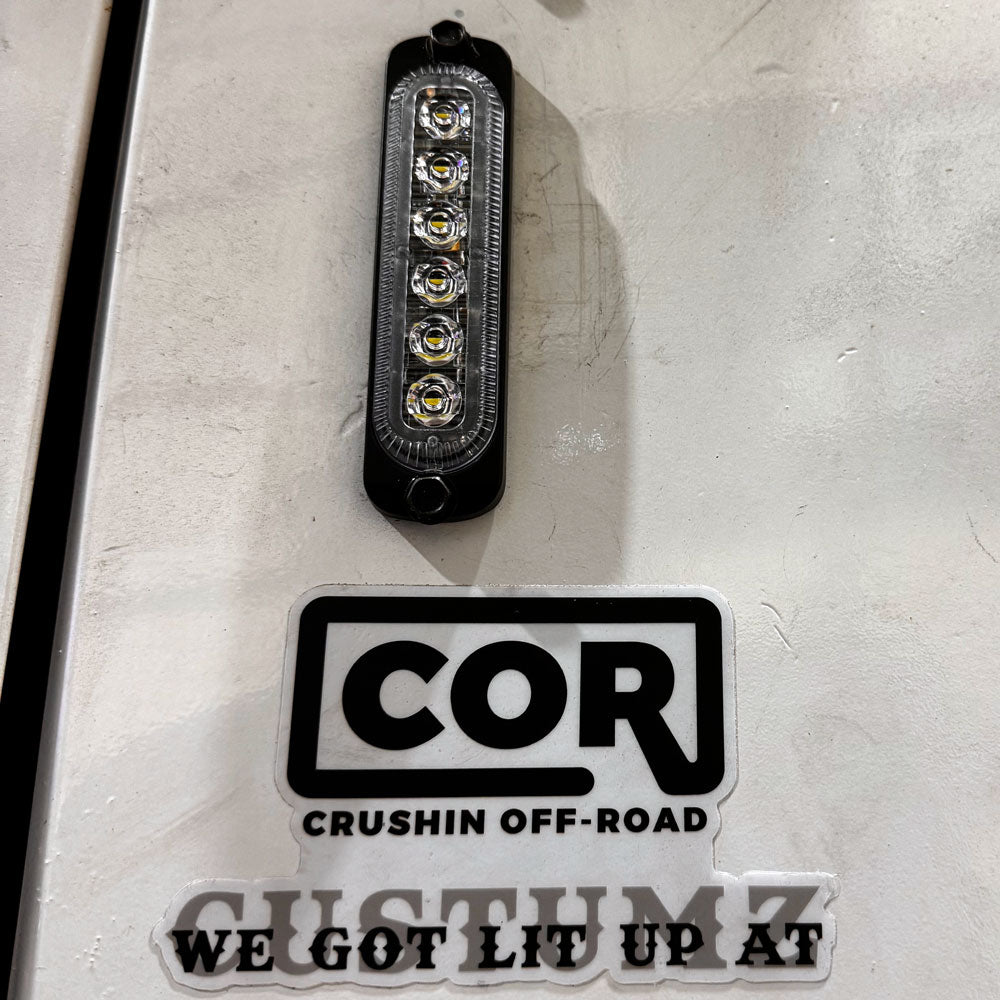 COR
CRUSHIN OFF-ROAD
CUSTUMZ
WE GOT LIT UP AT